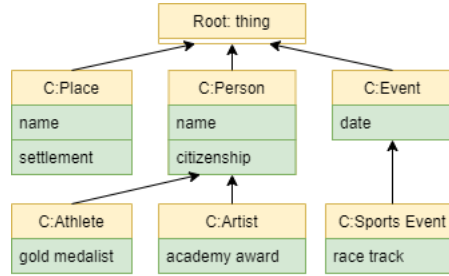 Root: thing
C:Place
name
settlement
C:Person
name
citizenship
C:Event
date
C:Athlete
gold medalist
C:Artist
academy award
C:Sports Event
race track